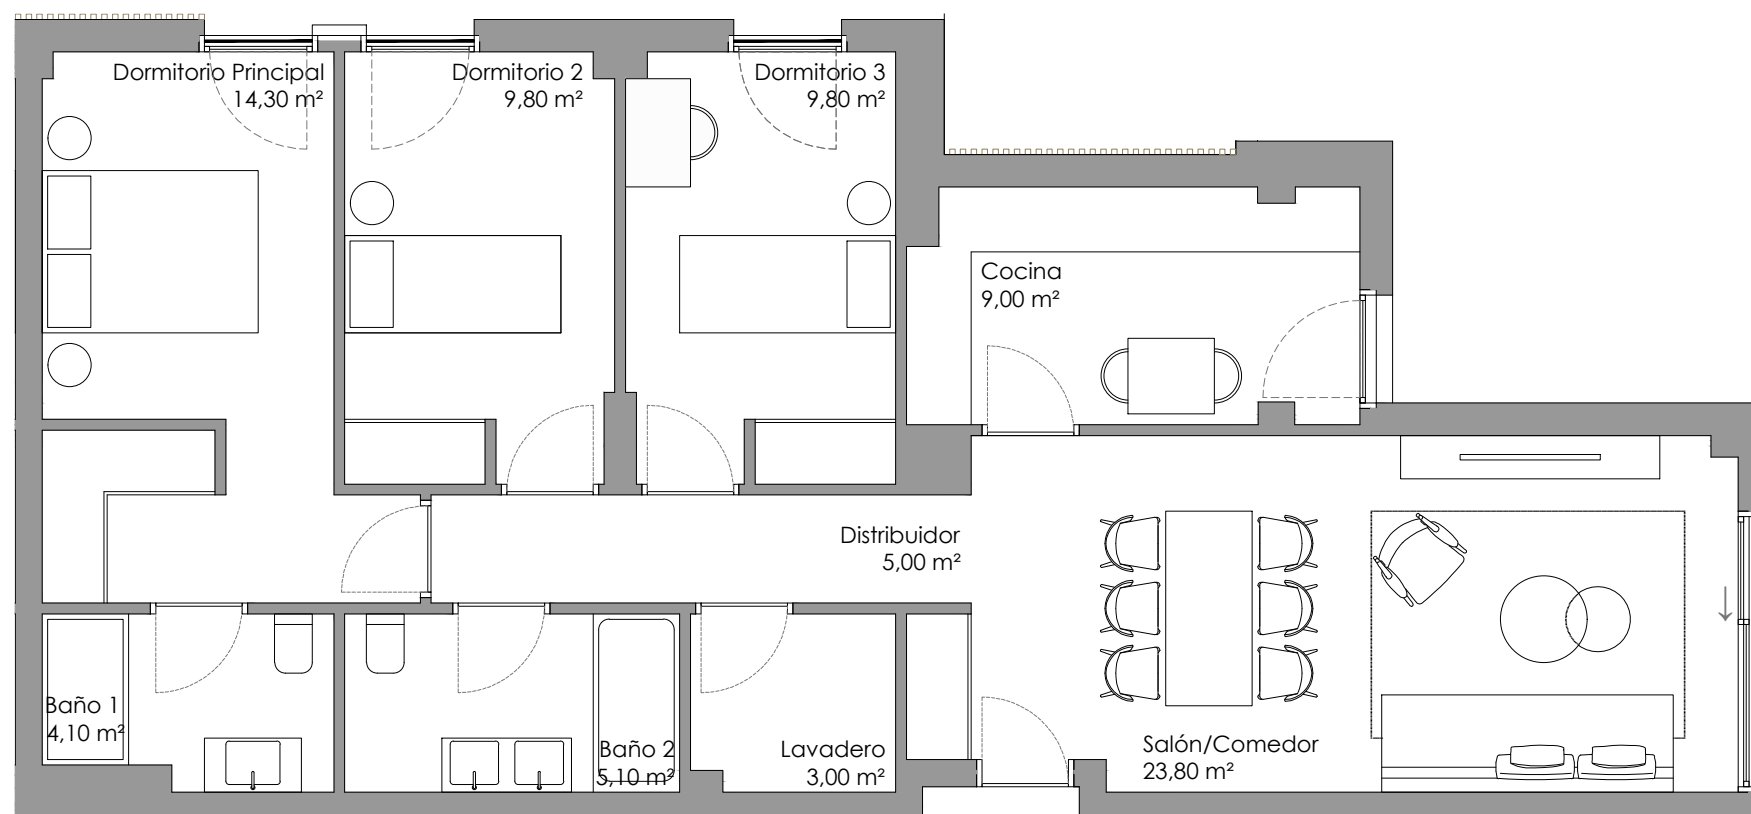 Dormitorio Principal
14,30 m²
Dormitorio 2
9,80 m²
Dormitorio 3
9,80 m²
Cocina
9,00 m²
Distribuidor
5,00 m²
Baño 1
4,10 m²
Baño 2
5,10 m²
Lavadero
3,00 m²
Salón/Comedor
23,80 m²